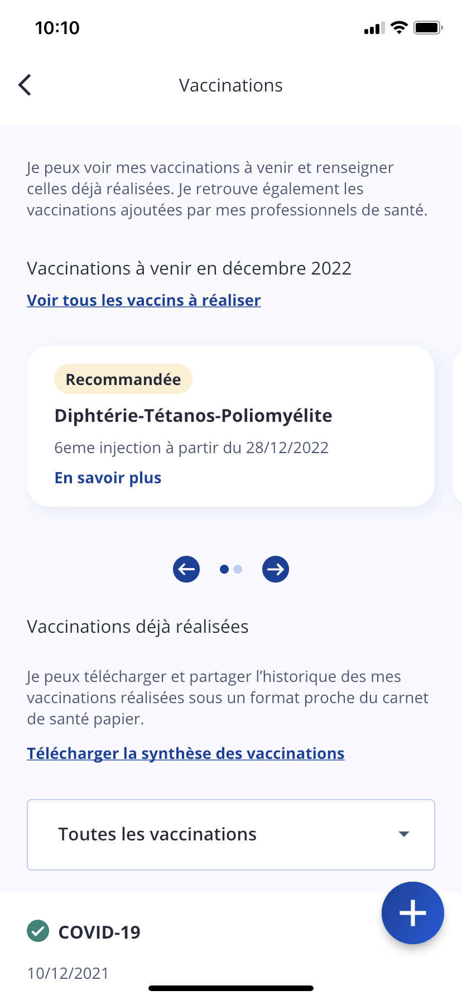 10:10
Vaccinations
Je peux voir mes vaccinations à venir et renseigner
celles déjà réalisées. Je retrouve également les
vaccinations ajoutées par mes professionnels de santé.
Vaccinations à venir en décembre 2022
Voir tous les vaccins à réaliser
Recommandée
Diphtérie-Tétanos-Poliomyélite
6eme injection à partir du 28/12/2022
En savoir plus
Vaccinations déjà réalisées
Je peux télécharger et partager l’historique des mes
vaccinations réalisées sous un format proche du carnet
de santé papier.
Télécharger la synthèse des vaccinations
Toutes les vaccinations
COVID-19
10/12/2021